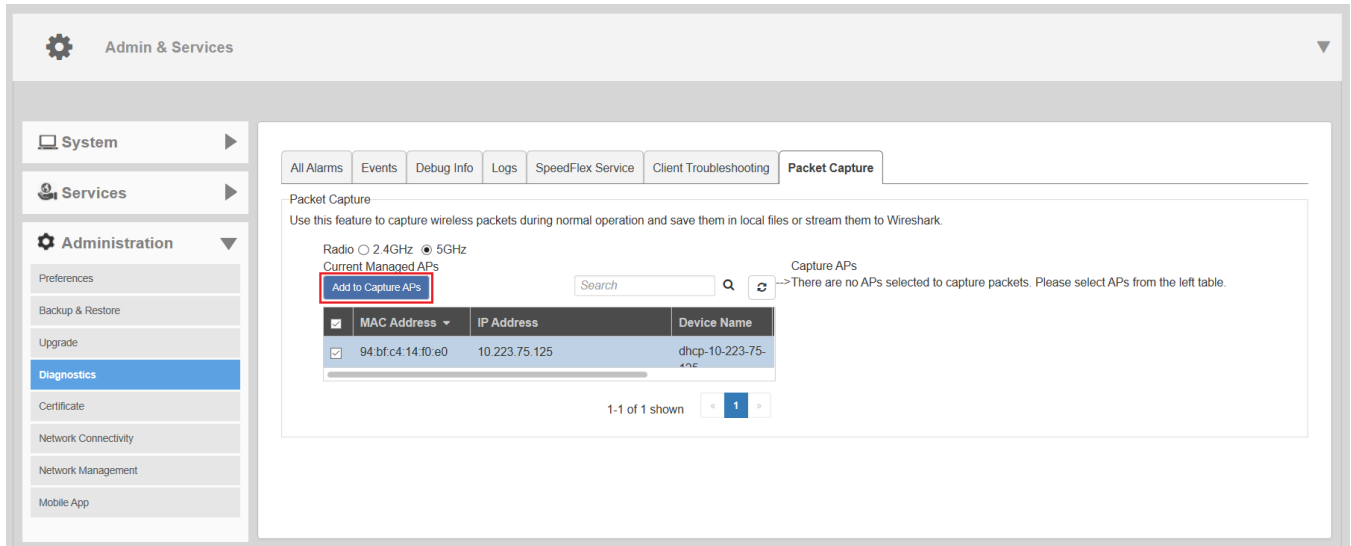 Admin & Services
System
Services
Administration
Preferences
Backup & Restore
Upgrade
Diagnostics
Certificate
Network Connectivity
Network Management
Mobile App
All Alarms Events Debug Info Logs SpeedFlex Service Client Troubleshooting Packet Capture
Packet Capture
Use this feature to capture wireless packets during normal operation and save them in local files or stream them to Wireshark.
Radio 2.4GHz 5GHz
Current Managed APs
Add to Capture APs
Search
MAC Address IP Address Device Name
94:bf:c4:14:f0:e0 10.223.75.125 dhcp-10-223-75-
125
1-1 of 1 shown « 1 »
Capture APs
-->There are no APs selected to capture packets. Please select APs from the left table.